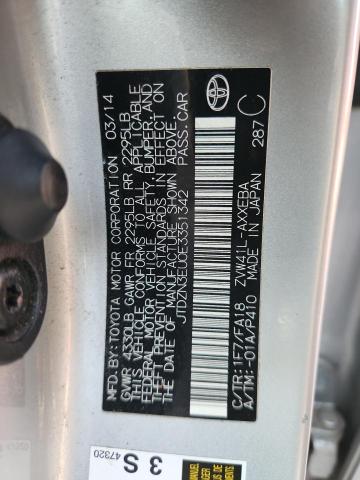 MFD.BY:TOYOTA MOTOR CORPORATION 03/14
GVWR 4330LB GAWR FR 2295LB RR 2295LB
THIS VEHICLE CONFORMS TO ALL APPLICABLE
FEDERAL MOTOR VEHICLE SAFETY, BUMPER, AND
THEFT PREVENTION STANDARDS IN EFFECT ON
THE DATE OF MANUFACTURE SHOWN ABOVE.
JTDZN3EU0E3351342 PASS.CAR
C/TR:1F7/FA18 ZVW41L-AXXEBA
A/TM:-01A/P410 MADE IN JAPAN
287 C
3 S
47320